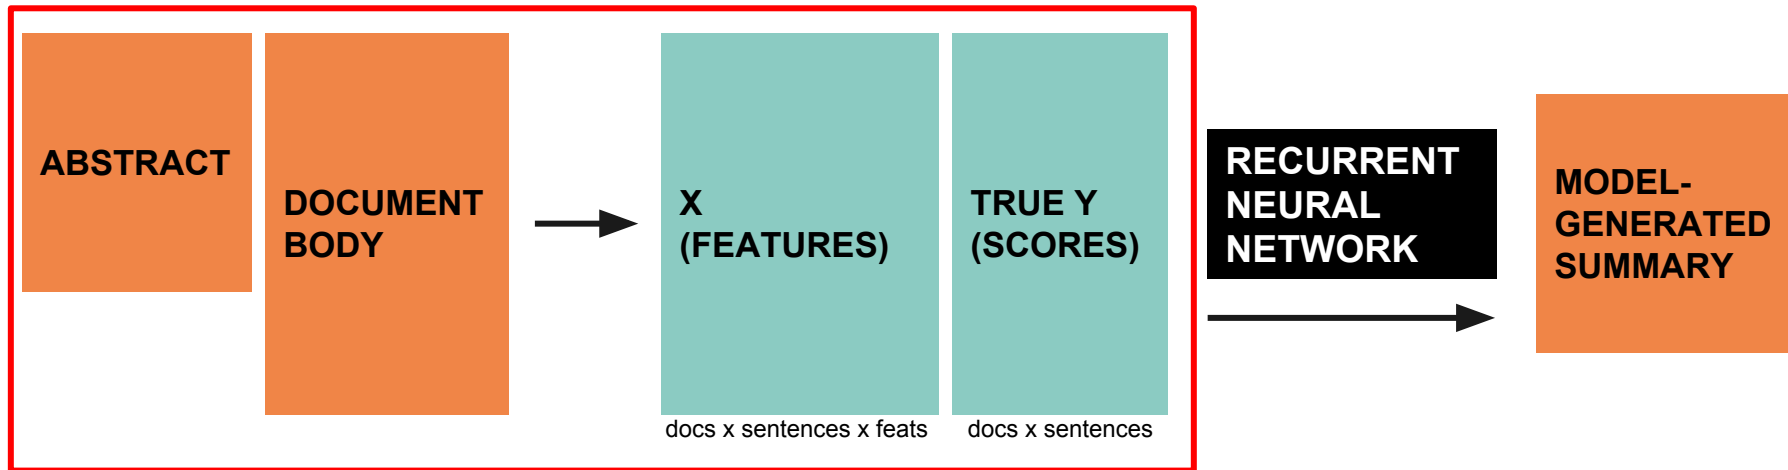 ABSTRACT
DOCUMENT
BODY
X
(FEATURES)
docs x sentences x feats
TRUE Y
(SCORES)
docs x sentences
RECURRENT
NEURAL
NETWORK
MODEL-
GENERATED
SUMMARY